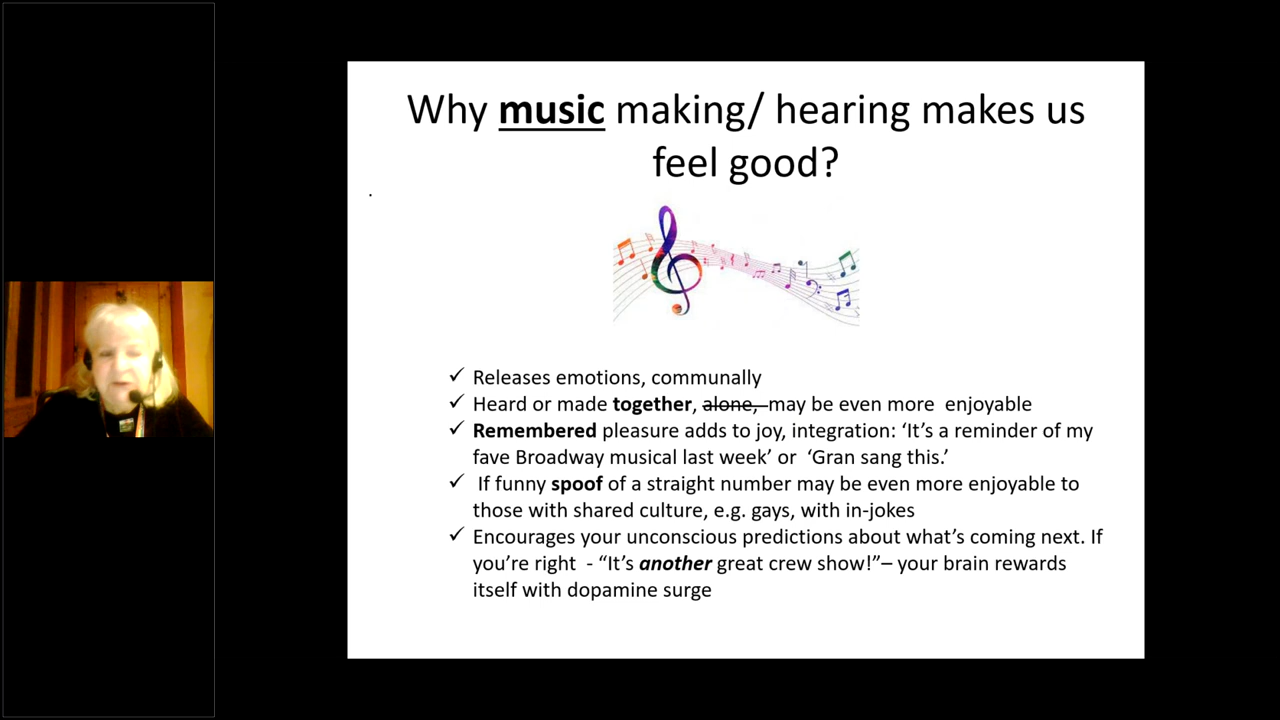 Why music making/ hearing makes us
feel good?
.
✓ Releases emotions, communally
✓ Heard or made together, alone, may be even more  enjoyable
✓ Remembered pleasure adds to joy, integration: ‘It’s a reminder of my
fave Broadway musical last week’ or  ‘Gran sang this.’
✓  If funny spoof of a straight number may be even more enjoyable to
those with shared culture, e.g. gays, with in-jokes
✓ Encourages your unconscious predictions about what’s coming next. If
you’re right  - “It’s another great crew show!”– your brain rewards
itself with dopamine surge